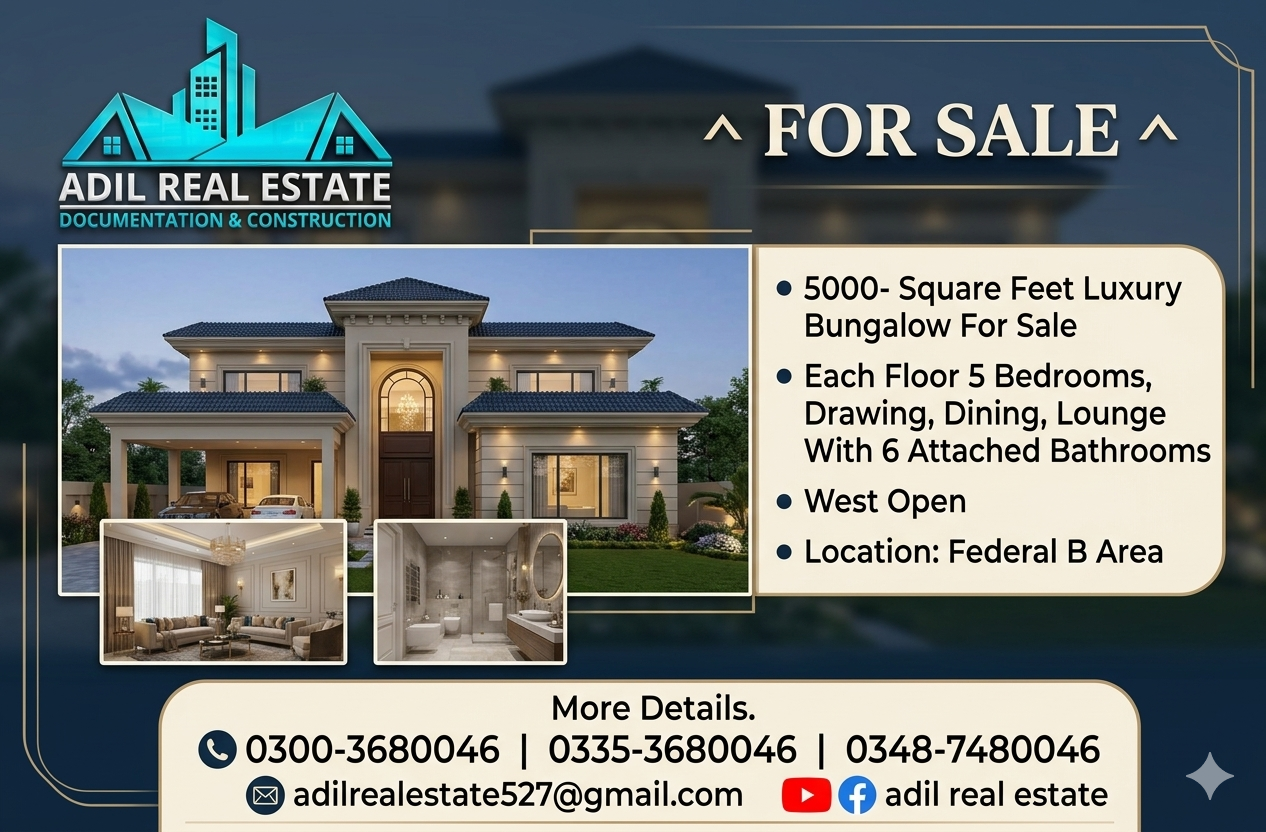 ADIL REAL ESTATE
DOCUMENTATION & CONSTRUCTION
^ FOR SALE ^
5000- Square Feet Luxury
Bungalow For Sale
Each Floor 5 Bedrooms,
Drawing, Dining, Lounge
With 6 Attached Bathrooms
West Open
Location: Federal B Area
More Details.
0300-3680046 | 0335-3680046 | 0348-7480046
adilrealestate527@gmail.com adil real estate